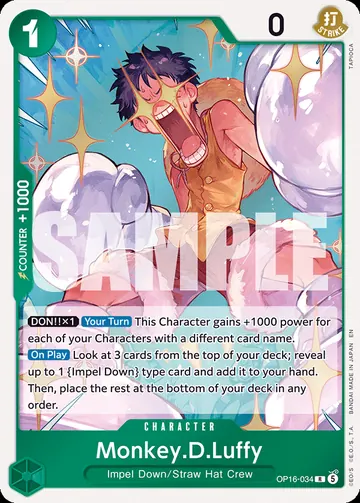 1
0
打
STRIKE
TAPIOCA
COUNTER +1000
SAMPLE
DON!!×1 Your Turn This Character gains +1000 power for
each of your Characters with a different card name.
On Play Look at 3 cards from the top of your deck; reveal
up to 1 {Impel Down} type card and add it to your hand.
Then, place the rest at the bottom of your deck in any
order.
CHARACTER
Monkey.D.Luffy
Impel Down/Straw Hat Crew
OP16-034 R 5
©E.O./S., ©E.O./S., T.A. BANDAI MADE IN JAPAN EN